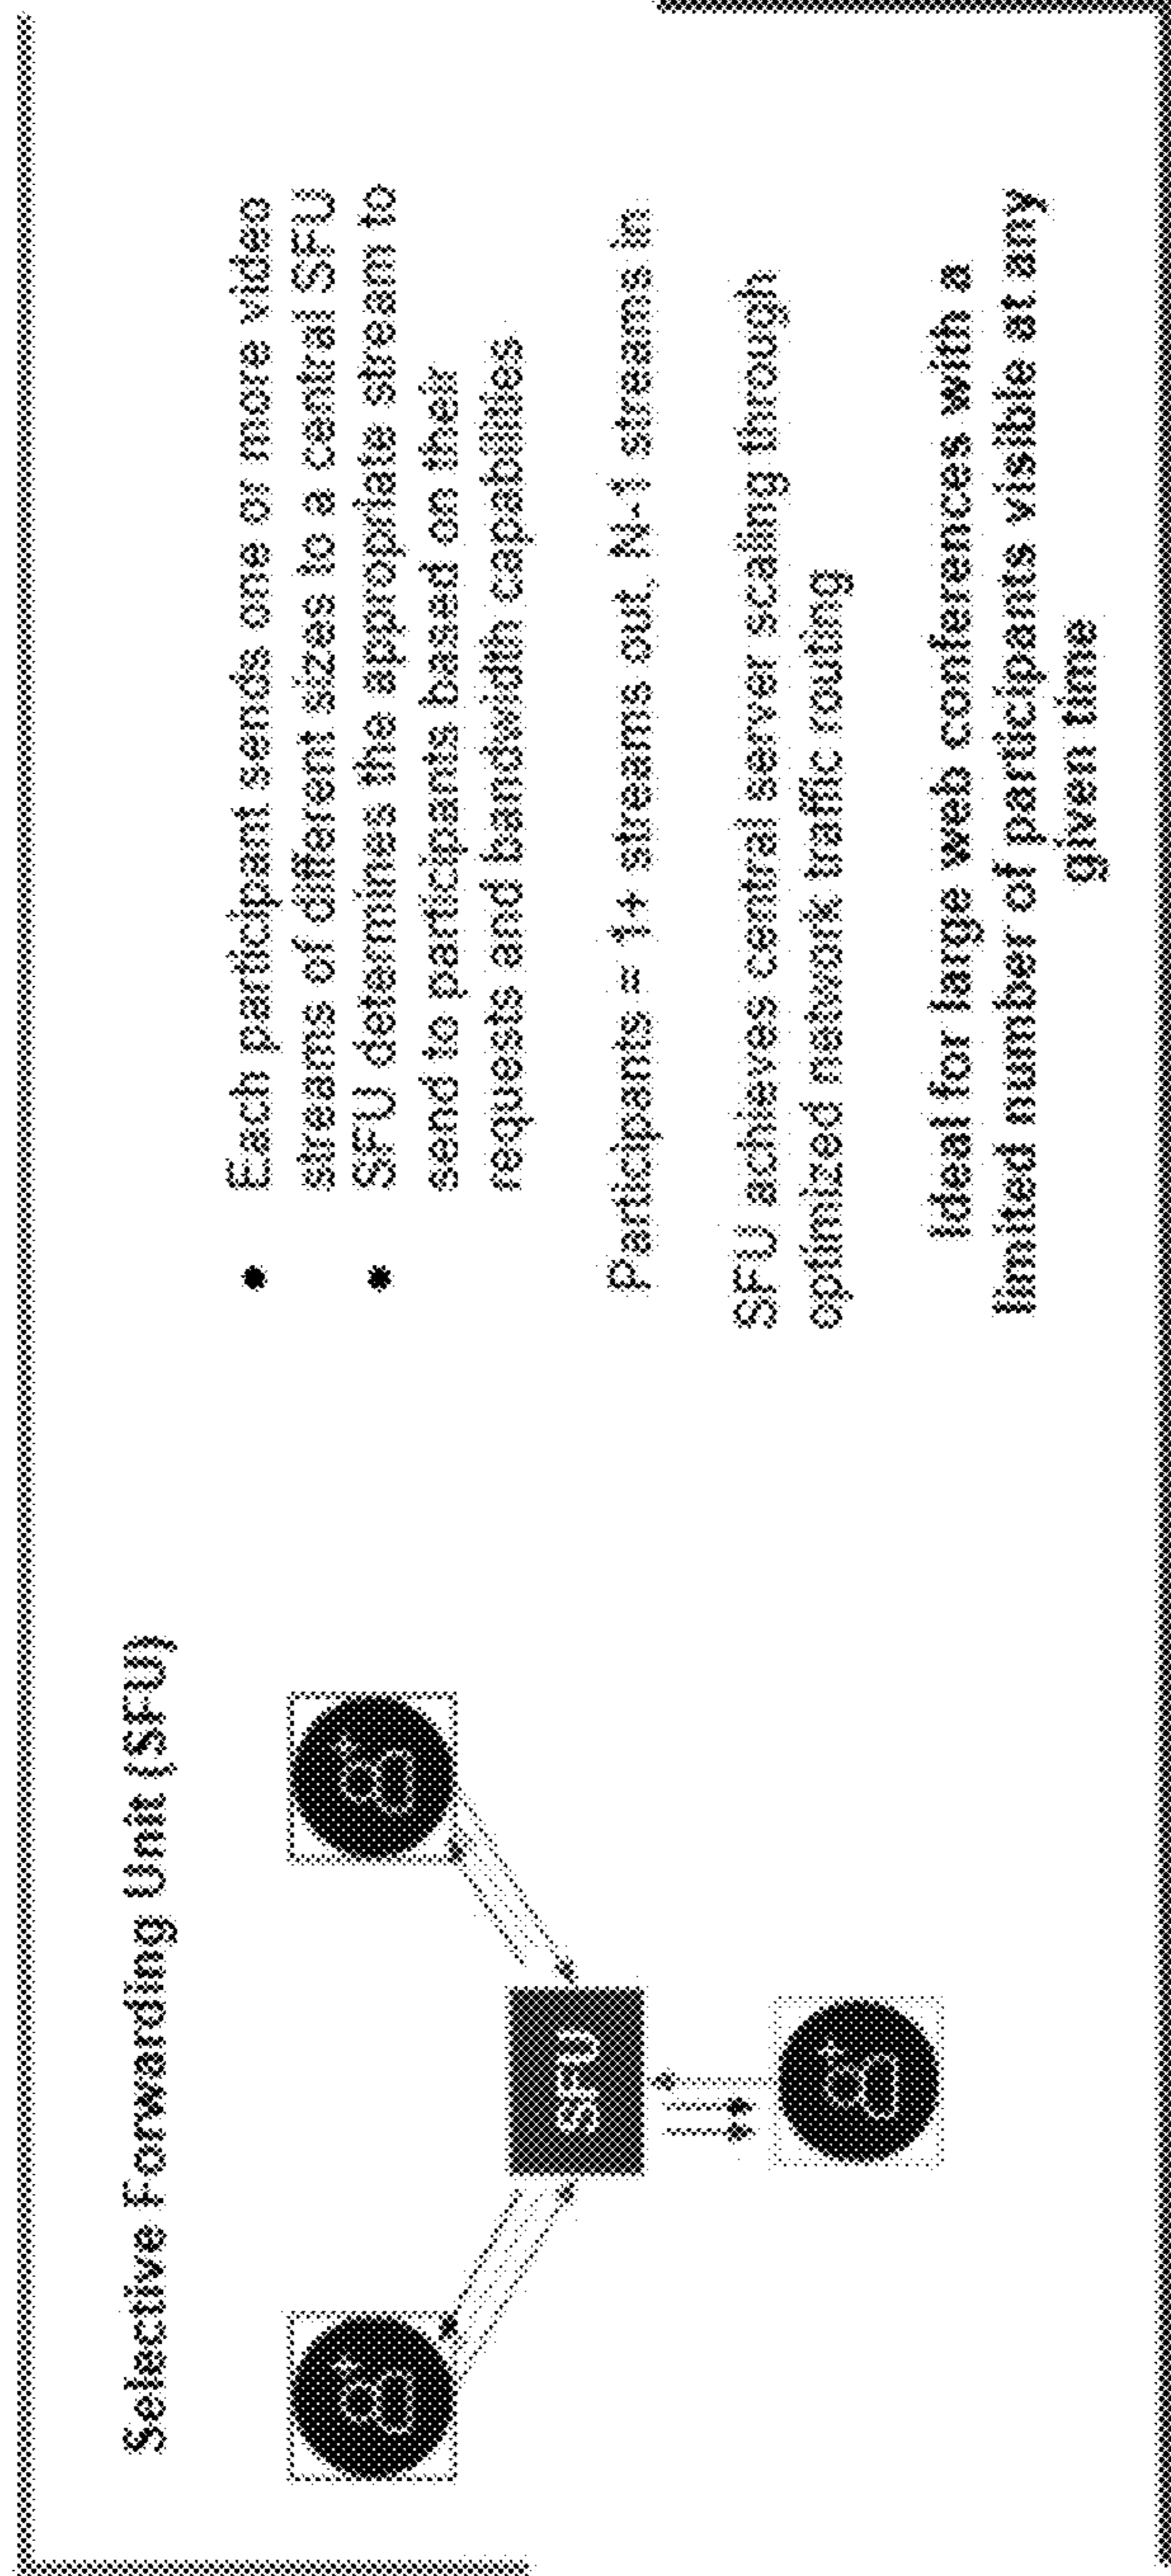 Selective Forwarding Unit (SFU)
SFU
• Each participant sends one or more video
streams of different sizes to a central SFU
• SFU determines the appropriate stream to
send to participants based on their
requests and bandwidth capabilities
Participants = 1+ streams out, N-1 streams in
SFU achieves central server scaling through
optimized network traffic routing
Ideal for large web conferences with a
limited number of participants visible at any
given time